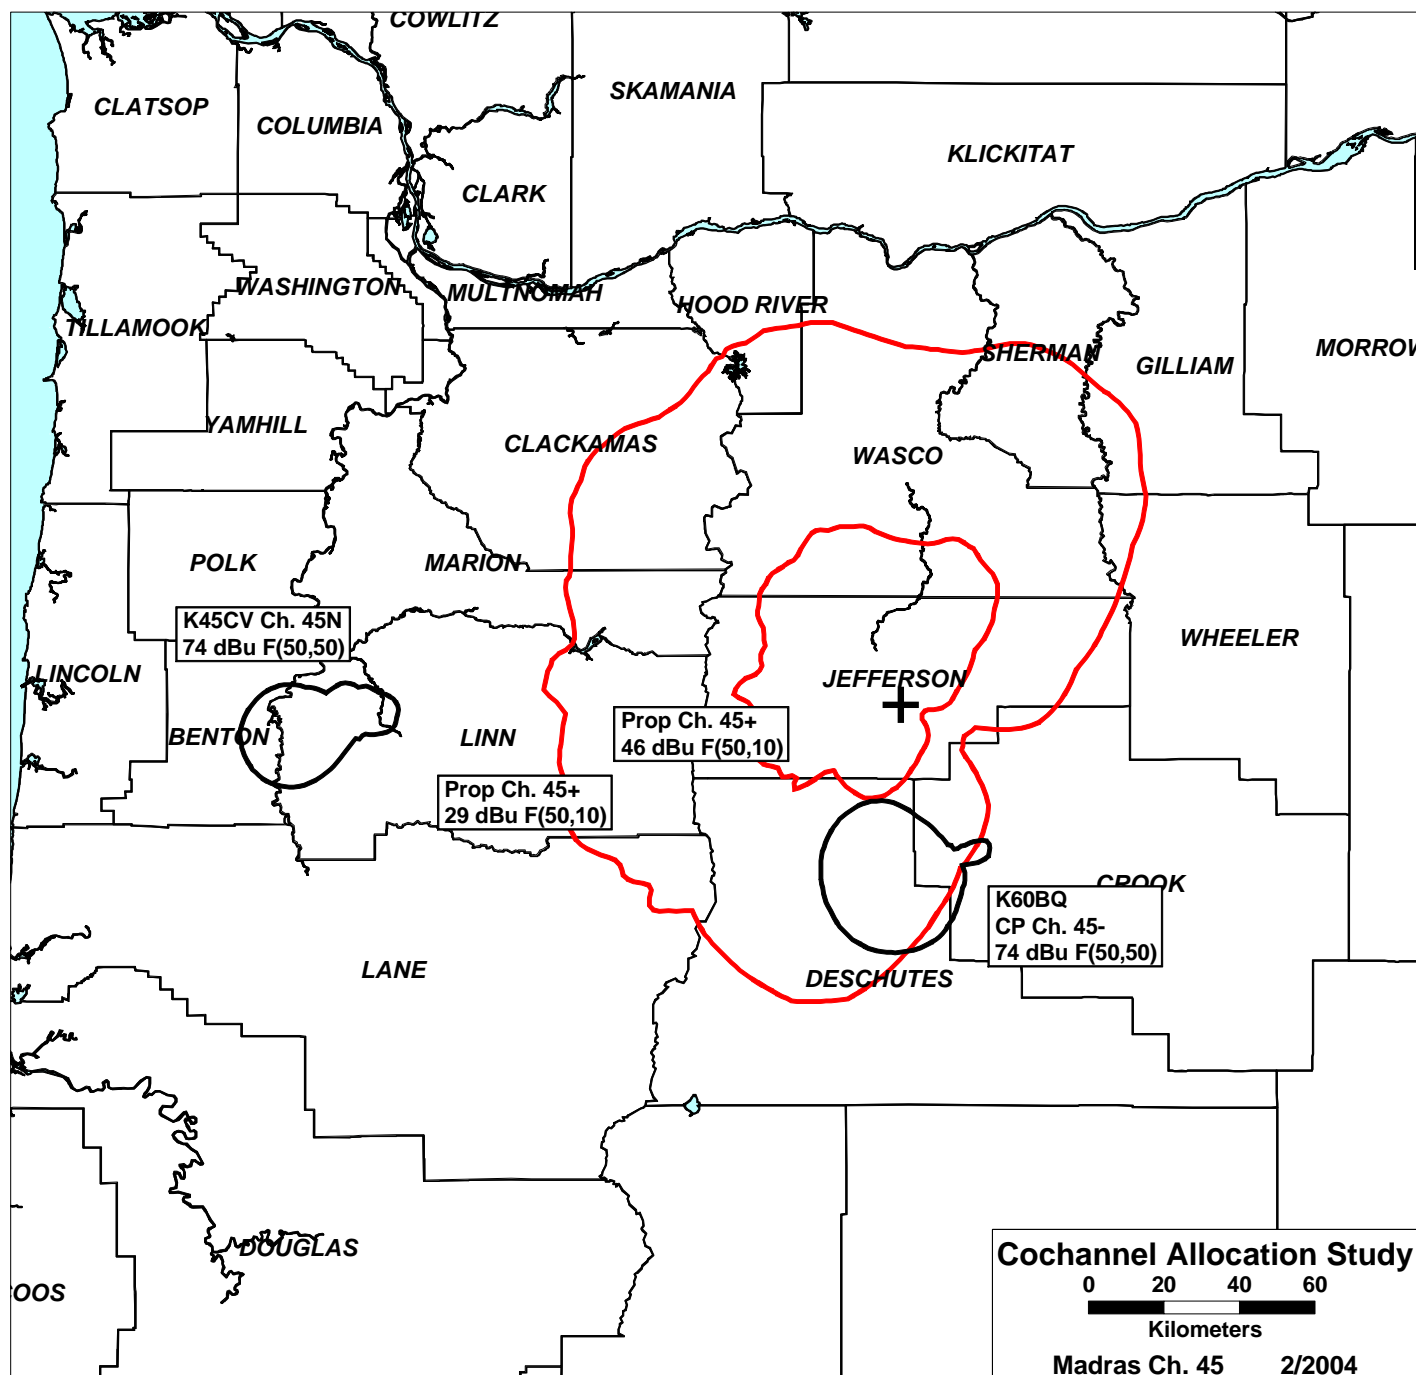 COWLITZ
SKAMANIA
CLATSOP
COLUMBIA
KLICKITAT
CLARK
WASHINGTON
MULTNOMAH
HOOD RIVER
TILLAMOOK
SHERMAN
GILLIAM
MORROW
YAMHILL
CLACKAMAS
WASCO
POLK
MARION
K45CV Ch. 45N
74 dBu F(50,50)
WHEELER
LINCOLN
JEFFERSON
BENTON
LINN
Prop Ch. 45+
46 dBu F(50,10)
Prop Ch. 45+
29 dBu F(50,10)
CROOK
K60BQ
CP Ch. 45-
74 dBu F(50,50)
LANE
DESCHUTES
DOUGLAS
COOS
Cochannel Allocation Study
0 20 40 60
Kilometers
Madras Ch. 45 2/2004